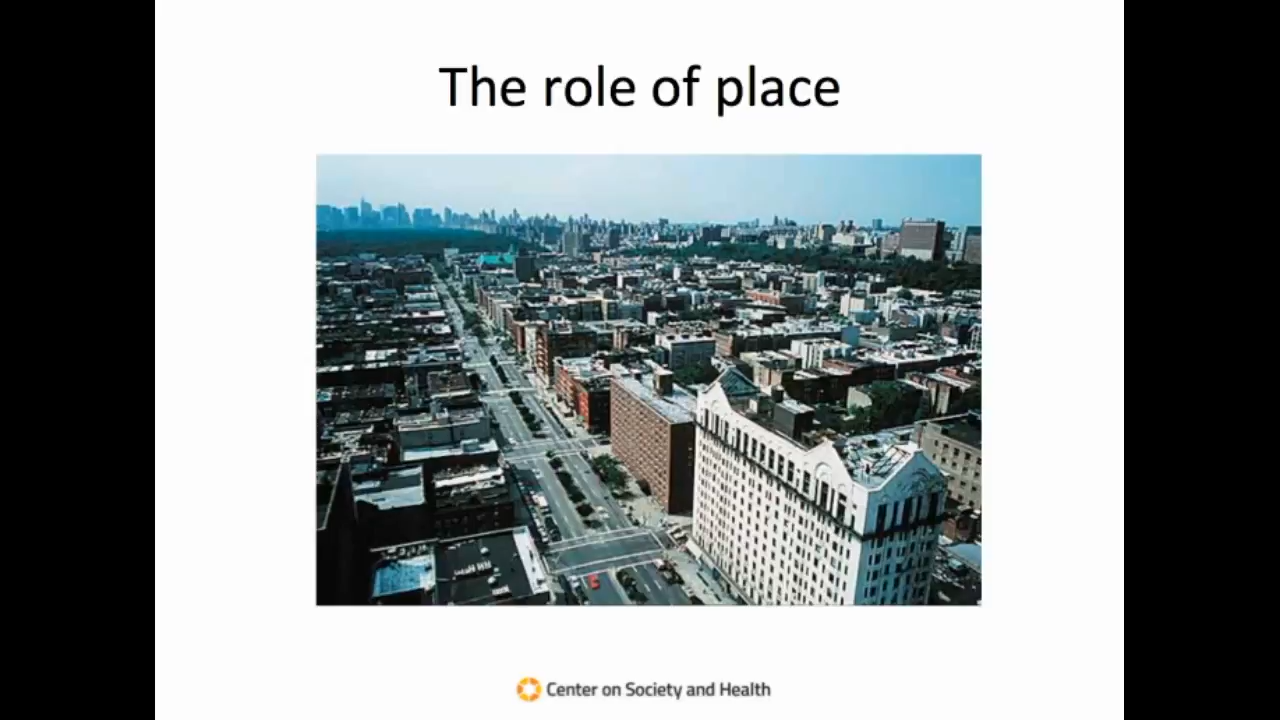 The role of place
Center on Society and Health